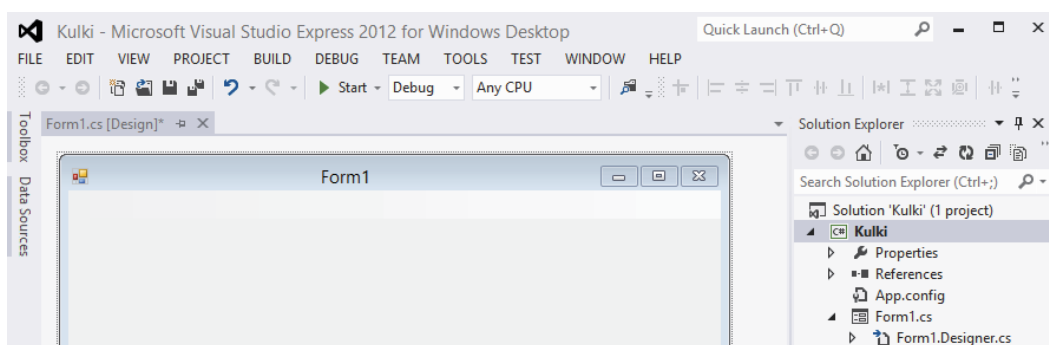 Kulki - Microsoft Visual Studio Express 2012 for Windows Desktop
Quick Launch (Ctrl+Q)
FILE EDIT VIEW PROJECT BUILD DEBUG TEAM TOOLS TEST WINDOW HELP
Start Debug Any CPU
Toolbox
Data Sources
Form1.cs [Design]*
Form1
Solution Explorer
Search Solution Explorer (Ctrl+;)
Solution 'Kulki' (1 project)
C# Kulki
Properties
References
App.config
Form1.cs
Form1.Designer.cs